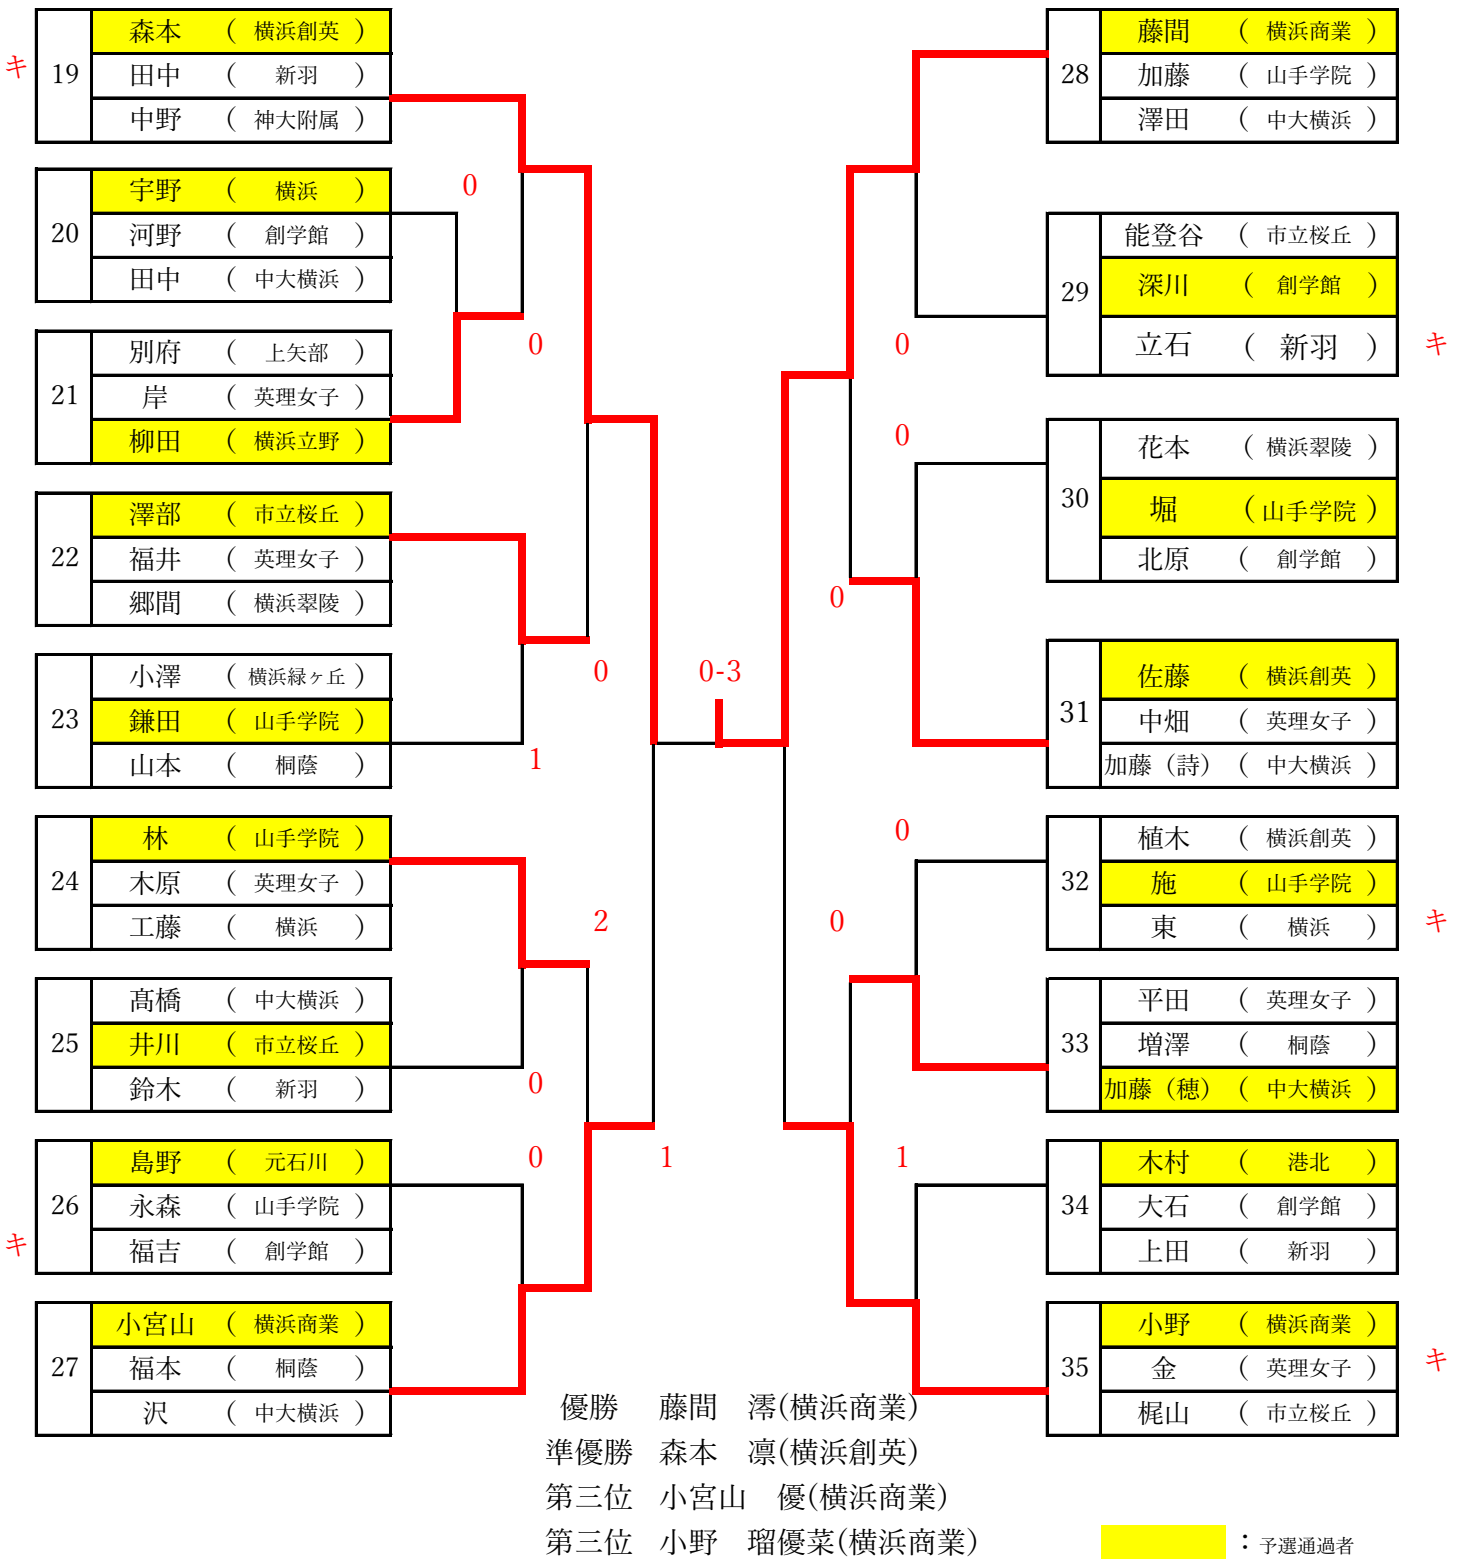 キ
19
森本 ( 横浜創英 )
田中 ( 新羽 )
中野 ( 神大附属 )
20
宇野 ( 横浜 )
河野 ( 創学館 )
田中 ( 中大横浜 )
21
別府 ( 上矢部 )
岸 ( 英理女子 )
柳田 ( 横浜立野 )
22
澤部 ( 市立桜丘 )
福井 ( 英理女子 )
郷間 ( 横浜翠陵 )
23
小澤 ( 横浜緑ヶ丘 )
鎌田 ( 山手学院 )
山本 ( 桐蔭 )
24
林 ( 山手学院 )
木原 ( 英理女子 )
工藤 ( 横浜 )
25
髙橋 ( 中大横浜 )
井川 ( 市立桜丘 )
鈴木 ( 新羽 )
キ
26
島野 ( 元石川 )
永森 ( 山手学院 )
福吉 ( 創学館 )
27
小宮山 ( 横浜商業 )
福本 ( 桐蔭 )
沢 ( 中大横浜 )
0
0
0
1
2
0
0
1
0-3
0
0
0
0
0
1
28
藤間 ( 横浜商業 )
加藤 ( 山手学院 )
澤田 ( 中大横浜 )
29
能登谷 ( 市立桜丘 )
深川 ( 創学館 )
立石 ( 新羽 )
キ
30
花本 ( 横浜翠陵 )
堀 ( 山手学院 )
北原 ( 創学館 )
31
佐藤 ( 横浜創英 )
中畑 ( 英理女子 )
加藤（詩） ( 中大横浜 )
32
植木 ( 横浜創英 )
施 ( 山手学院 )
東 ( 横浜 )
キ
33
平田 ( 英理女子 )
増澤 ( 桐蔭 )
加藤（穂） ( 中大横浜 )
34
木村 ( 港北 )
大石 ( 創学館 )
上田 ( 新羽 )
35
小野 ( 横浜商業 )
金 ( 英理女子 )
梶山 ( 市立桜丘 )
キ
優勝 藤間 澪(横浜商業)
準優勝 森本 凛(横浜創英)
第三位 小宮山 優(横浜商業)
第三位 小野 瑠優菜(横浜商業)
：予選通過者